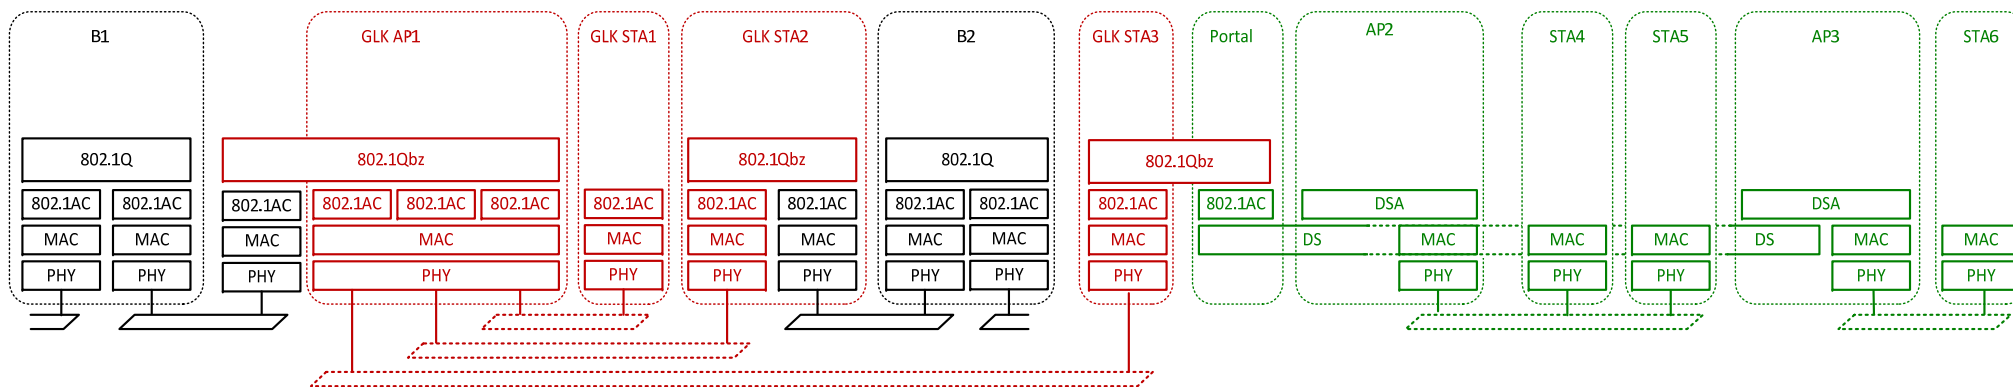 B1 GLK AP1 GLK STA1 GLK STA2 B2 GLK STA3 Portal AP2 STA4 STA5 AP3 STA6
802.1Q 802.1Qbz 802.1Qbz 802.1Q 802.1Qbz
802.1AC 802.1AC 802.1AC 802.1AC 802.1AC 802.1AC 802.1AC 802.1AC 802.1AC 802.1AC 802.1AC 802.1AC 802.1AC DSA DSA
MAC MAC MAC MAC MAC MAC MAC MAC MAC MAC DS MAC MAC MAC DS MAC MAC
PHY PHY PHY PHY PHY PHY PHY PHY PHY PHY PHY PHY PHY PHY PHY